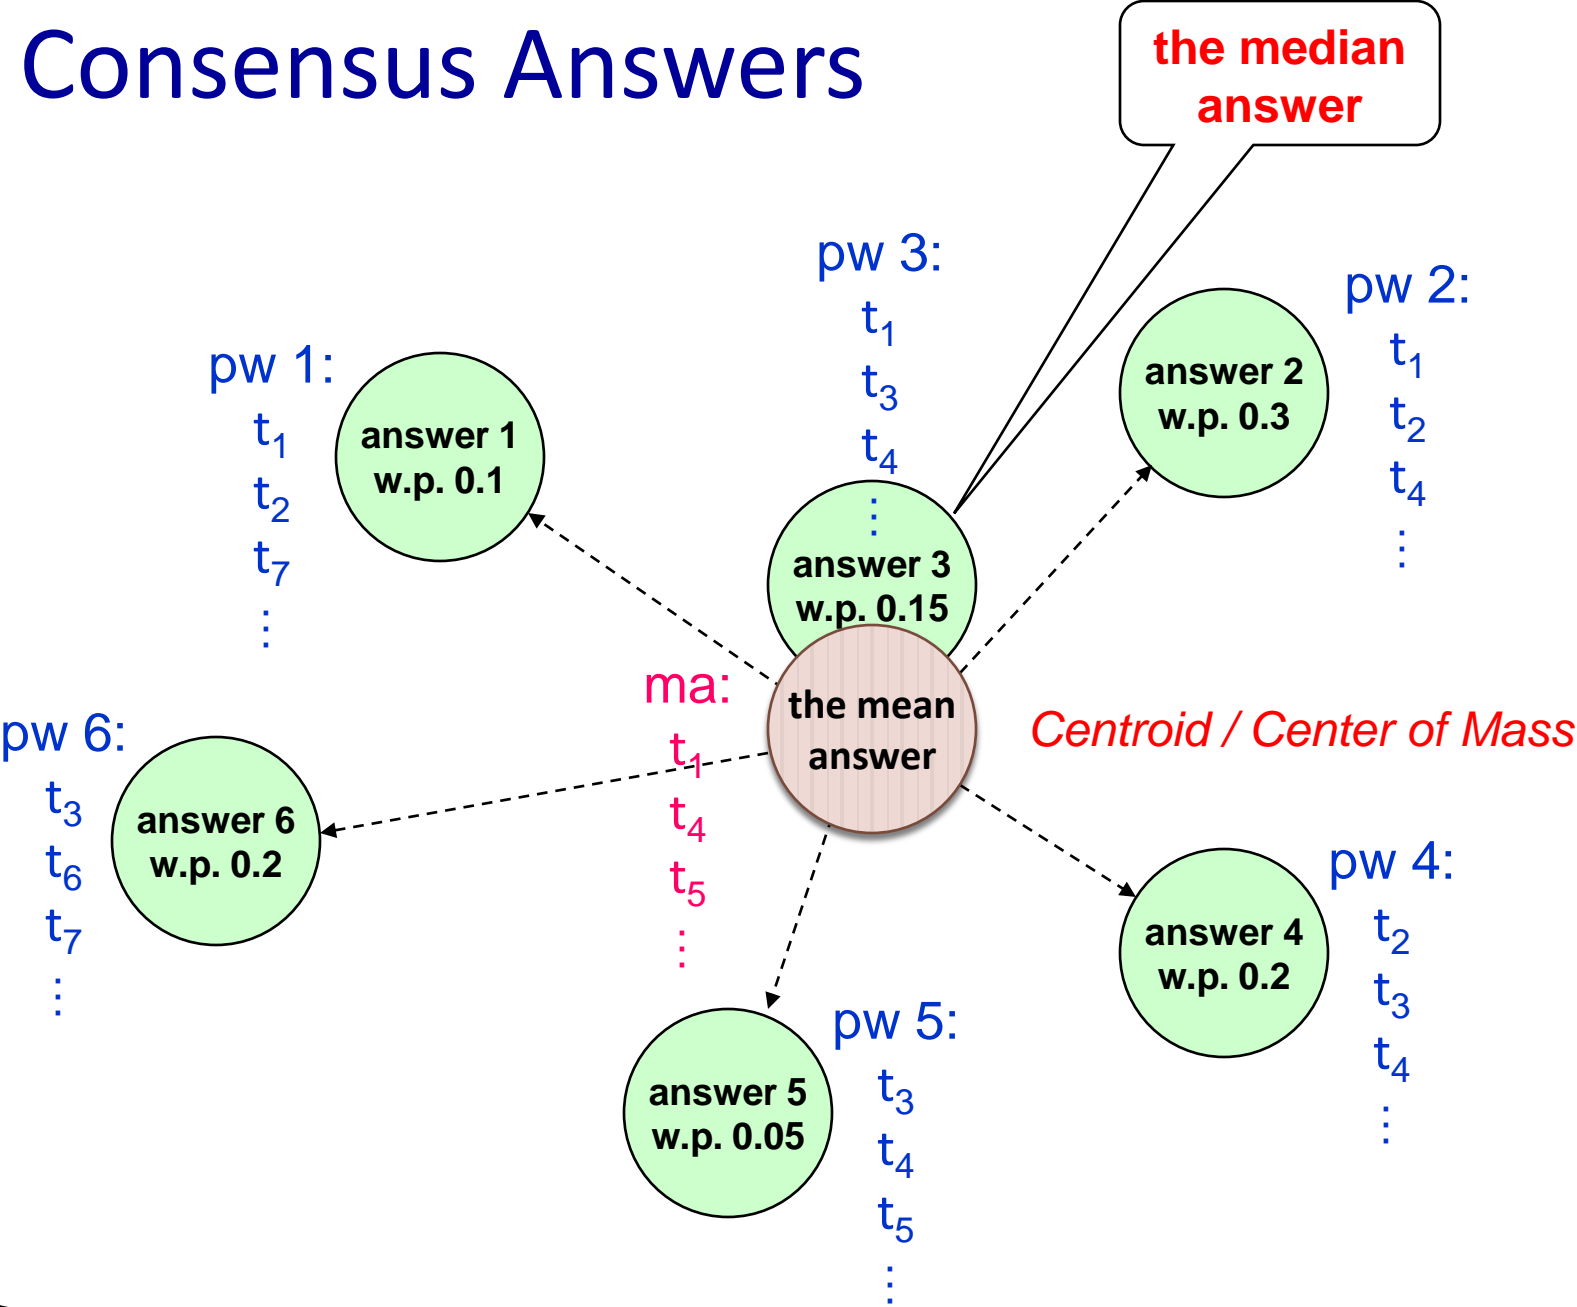 Consensus Answers
the median
answer
pw 3:
t₁
t₃
t₄
⋮
pw 2:
t₁
t₂
t₄
⋮
answer 2
w.p. 0.3
pw 1:
t₁
t₂
t₇
⋮
answer 1
w.p. 0.1
answer 3
w.p. 0.15
ma:
t₁
t₄
t₅
⋮
the mean
answer
Centroid / Center of Mass
pw 6:
t₃
t₆
t₇
⋮
answer 6
w.p. 0.2
pw 4:
t₂
t₃
t₄
⋮
answer 4
w.p. 0.2
pw 5:
t₃
t₄
t₅
⋮
answer 5
w.p. 0.05